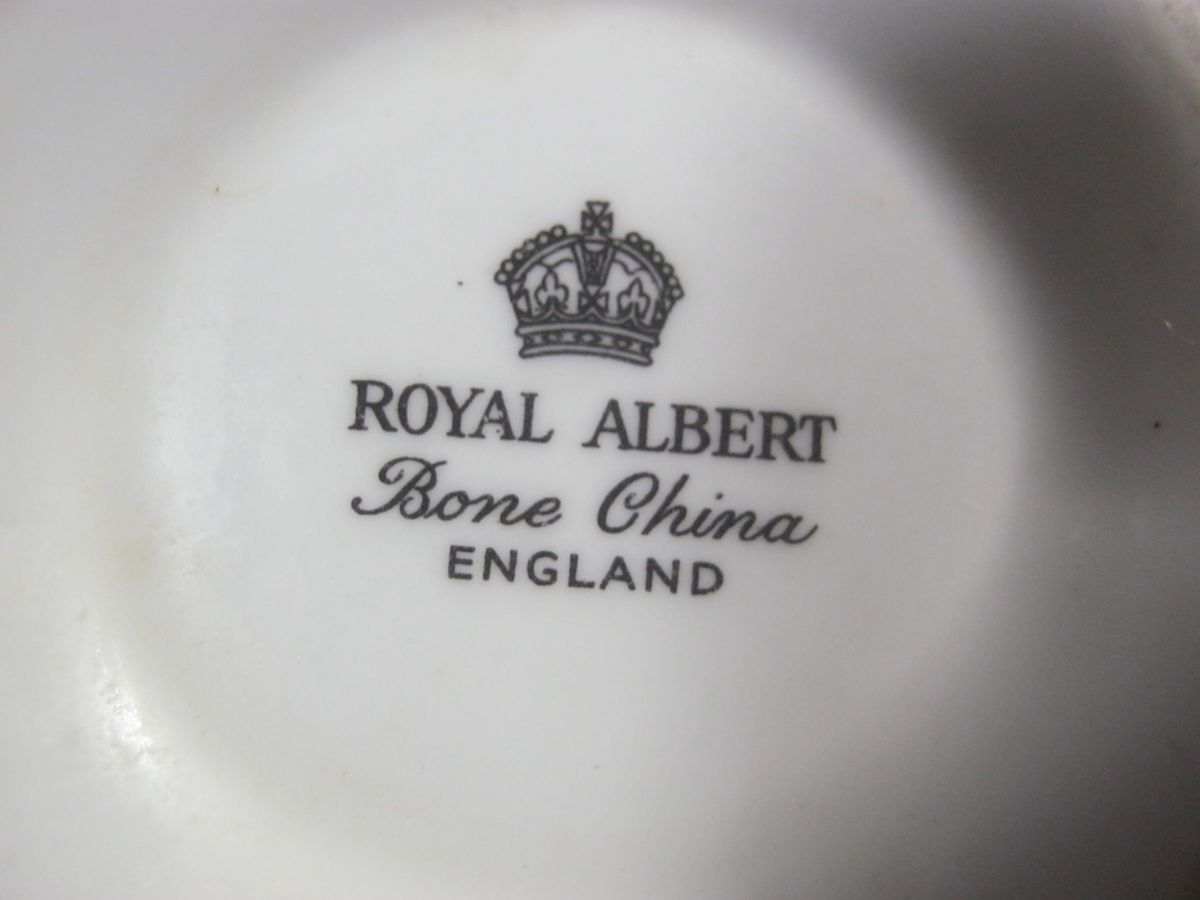 ROYAL ALBERT
Bone China
ENGLAND